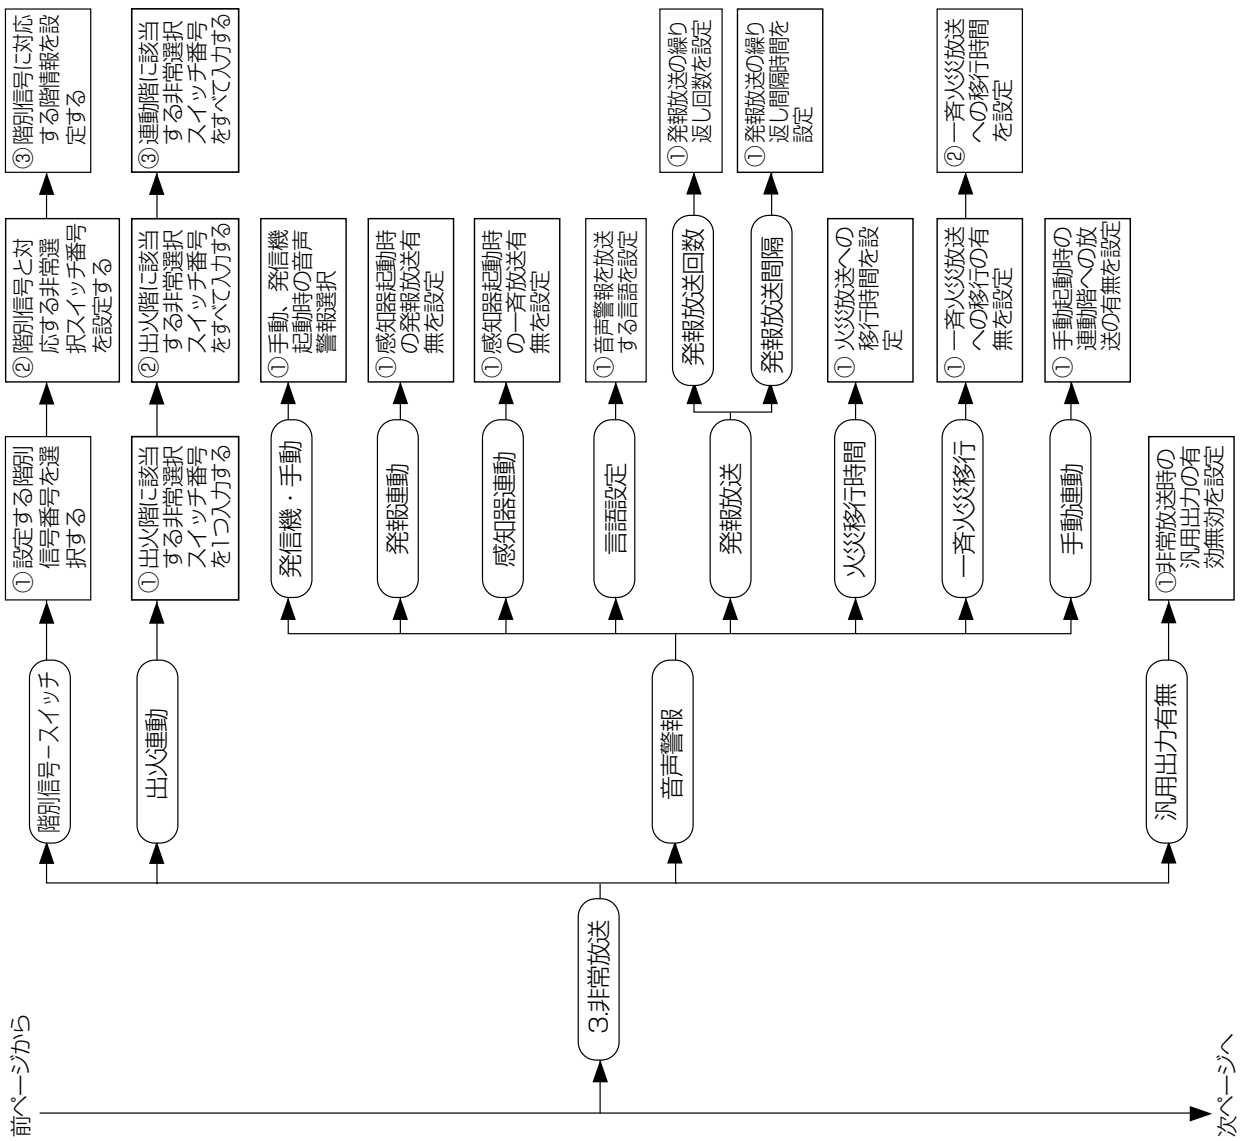 前ページから
3.非常放送
階別信号－スイッチ
①設定する階別
信号番号を選
択する
②階別信号と対
応する非常選
択スイッチ番号
を設定する
③階別信号に対応
する階情報を設
定する
出火連動
①出火階に該当
する非常選択
スイッチ番号
を1つ入力する
②出火階に該当
する非常選択
スイッチ番号
をすべて入力する
③連動階に該当
する非常選択
スイッチ番号
をすべて入力する
音声警報
発信機・手動
①手動、発信機
起動時の音声
警報選択
発報連動
①感知器起動時
の発報放送有
無を設定
感知器連動
①感知器起動時
の一斉放送有
無を設定
言語設定
①音声警報を放送
する言語を設定
発報放送
発報放送回数
①発報放送の繰り
返し回数を設定
発報放送間隔
①発報放送の繰り
返し間隔時間を
設定
火災移行時間
①火災放送への
移行時間を設
定
一斉火災移行
①一斉火災放送
への移行の有
無を設定
②一斉火災放送
への移行時間
を設定
手動連動
①手動起動時の
連動階への放
送の有無を設定
汎用出力有無
①非常放送時の
汎用出力の有
効無効を設定
次ページへ